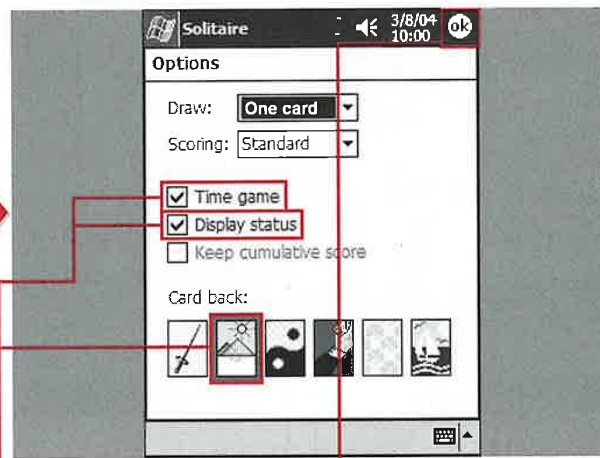 Solitaire
3/8/04
10:00
ok
Options
Draw: One card
Scoring: Standard
Time game
Display status
Keep cumulative score
Card back: